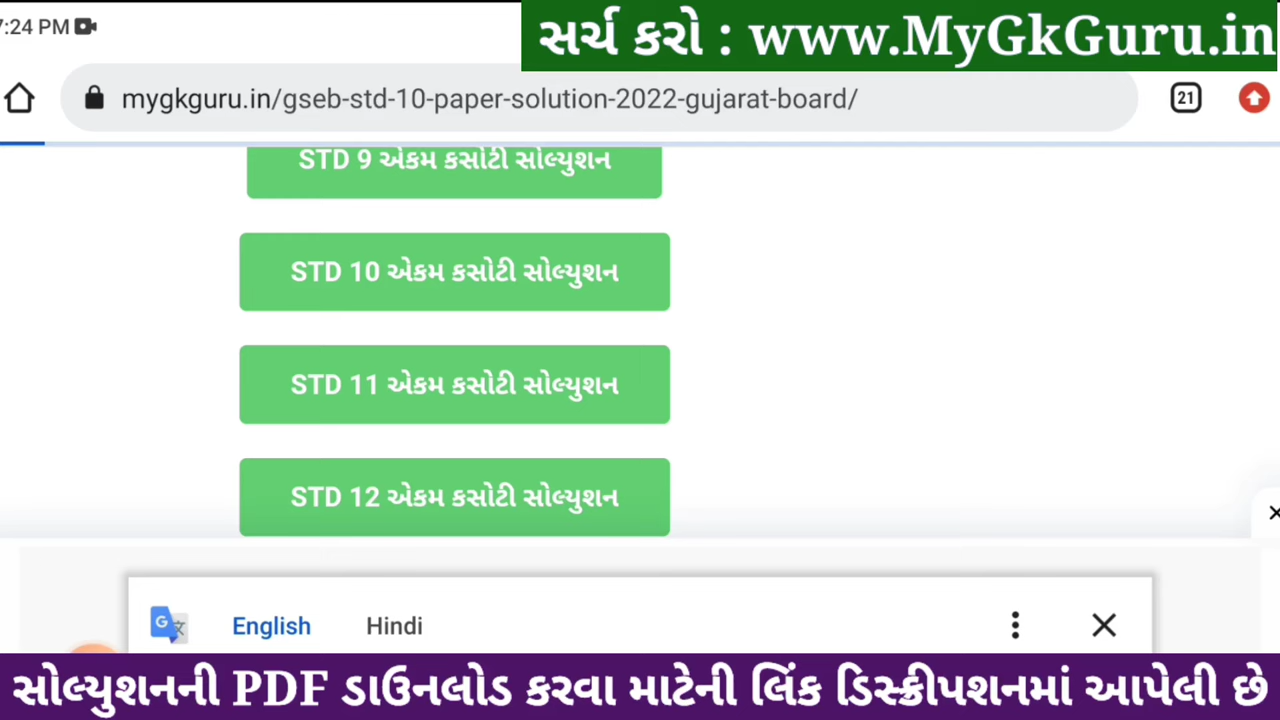 સર્ચ કરો : www.MyGkGuru.in
7:24 PM
mygkguru.in/gseb-std-10-paper-solution-2022-gujarat-board/
21
STD 9 એકમ કસોટી સોલ્યુશન
STD 10 એકમ કસોટી સોલ્યુશન
STD 11 એકમ કસોટી સોલ્યુશન
STD 12 એકમ કસોટી સોલ્યુશન
English Hindi
સોલ્યુશનની PDF ડાઉનલોડ કરવા માટેની લિંક ડિસ્ક્રીપશનમાં આપેલી છે